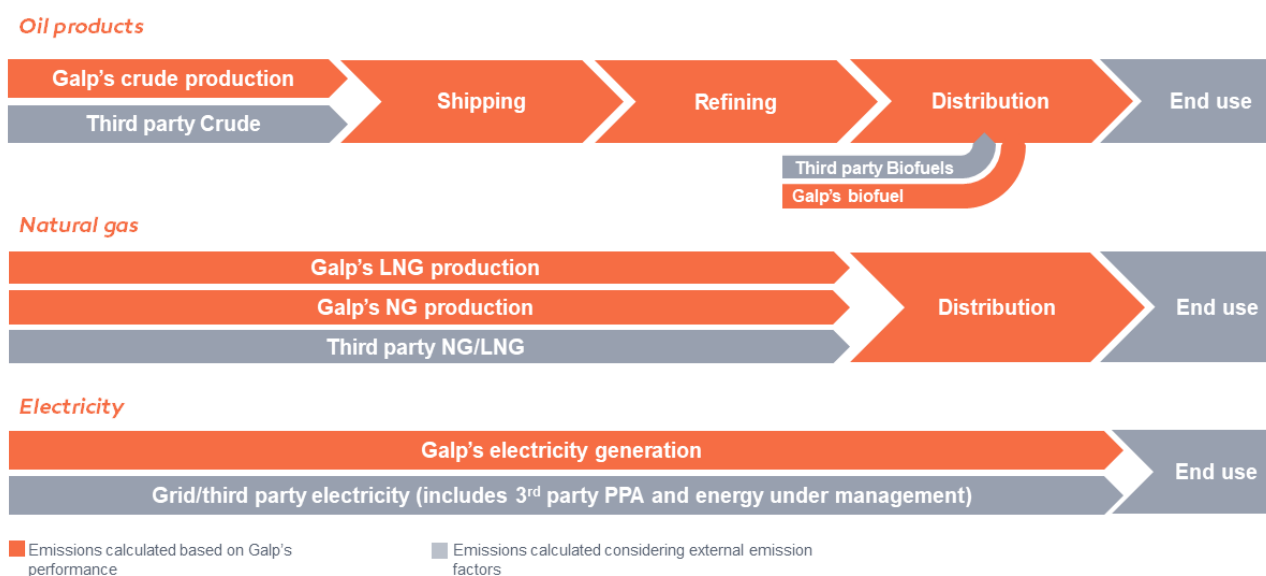 Oil products
Galp's crude production
Third party Crude
Shipping
Refining
Distribution
End use
Third party Biofuels
Galp's biofuel
Natural gas
Galp's LNG production
Galp's NG production
Third party NG/LNG
Distribution
End use
Electricity
Galp's electricity generation
Grid/third party electricity (includes 3rd party PPA and energy under management)
End use
Emissions calculated based on Galp's
performance
Emissions calculated considering external emission
factors